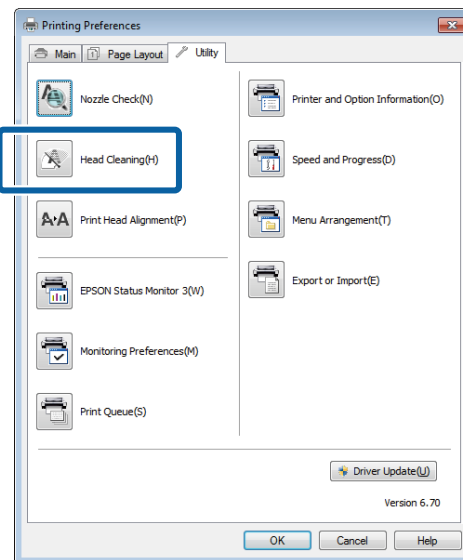 Printing Preferences
Main
1
Page Layout
Utility
Nozzle Check(N)
Head Cleaning(H)
A
A
Print Head Alignment(P)
EPSON Status Monitor 3(W)
Monitoring Preferences(M)
Print Queue(S)
Printer and Option Information(O)
Speed and Progress(D)
Menu Arrangement(T)
Export or Import(E)
Driver Update(U)
Version 6.70
OK
Cancel
Help